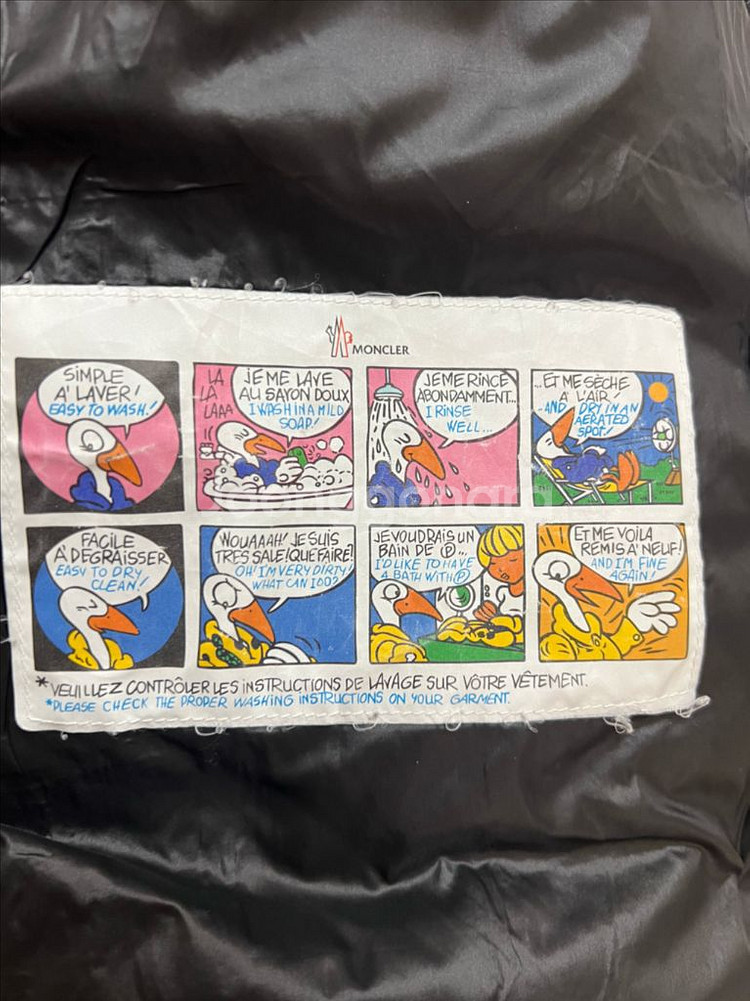 MONCLER
SIMPLE
A' LAVER!
EASY TO WASH!
LA
LA
LAAA
JE ME LAVE
AU SAVON DOUX
I WASH IN A MILD
SOAP!
JE ME RINCE
ABONDAMMENT...
I RINSE
WELL...
...ET ME SÈCHE
A' L'AIR!
AND I DRY IN AN
AERATED
SPOT!
FACILE
A' DEGRAISSER
EASY TO DRY
CLEAN!
WOUAAAH! JE SUIS
TRES SALE! QUE FAIRE?
OH! I'M VERY DIRTY!
WHAT CAN I DO?
JE VOUDRAIS UN
BAIN DE Ⓟ...
I'D LIKE TO HAVE
A BATH WITH Ⓟ
ET ME VOILA
REMIS A' NEUF!
AND I'M FINE
AGAIN!
*VEUILLEZ CONTRÔLER LES INSTRUCTIONS DE LAVAGE SUR VÔTRE VÊTEMENT.
*PLEASE CHECK THE PROPER WASHING INSTRUCTIONS ON YOUR GARMENT.